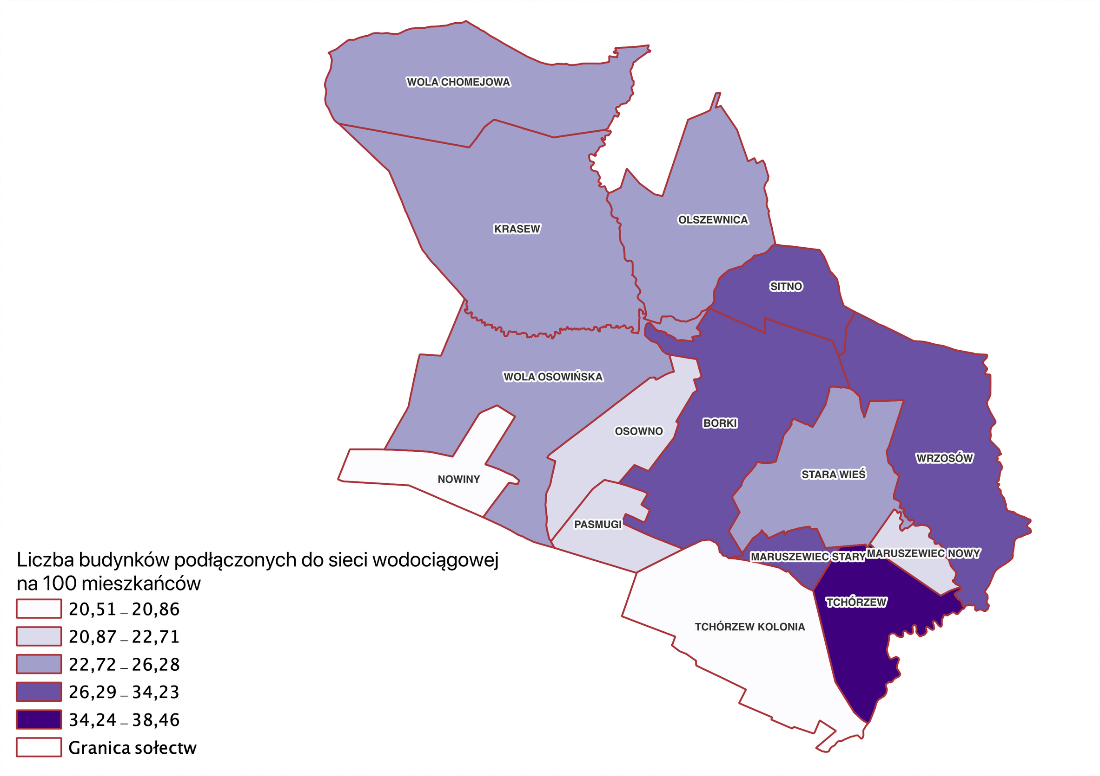 WOLA CHOMEJOWA
KRASEW
OLSZEWNICA
SITNO
WOLA OSOWIŃSKA
OSOWNO
BORKI
WRZOSÓW
STARA WIEŚ
NOWINY
PASMUGI
MARUSZEWIEC STARY
MARUSZEWIEC NOWY
TCHÓRZEW
TCHÓRZEW KOLONIA
Liczba budynków podłączonych do sieci wodociągowej
na 100 mieszkańców
20,51 – 20,86
20,87 – 22,71
22,72 – 26,28
26,29 – 34,23
34,24 – 38,46
Granica sołectw